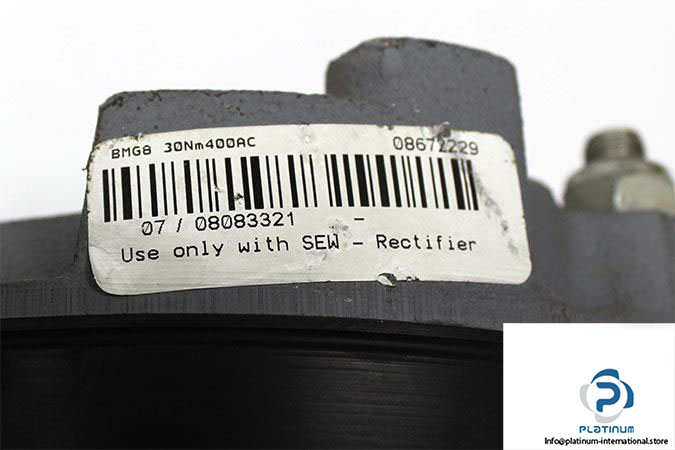 BMG8 30Nm400AC 08672229
07 / 08083321 -
Use only with SEW - Rectifier
PLATINUM
Info@platinum-international.store